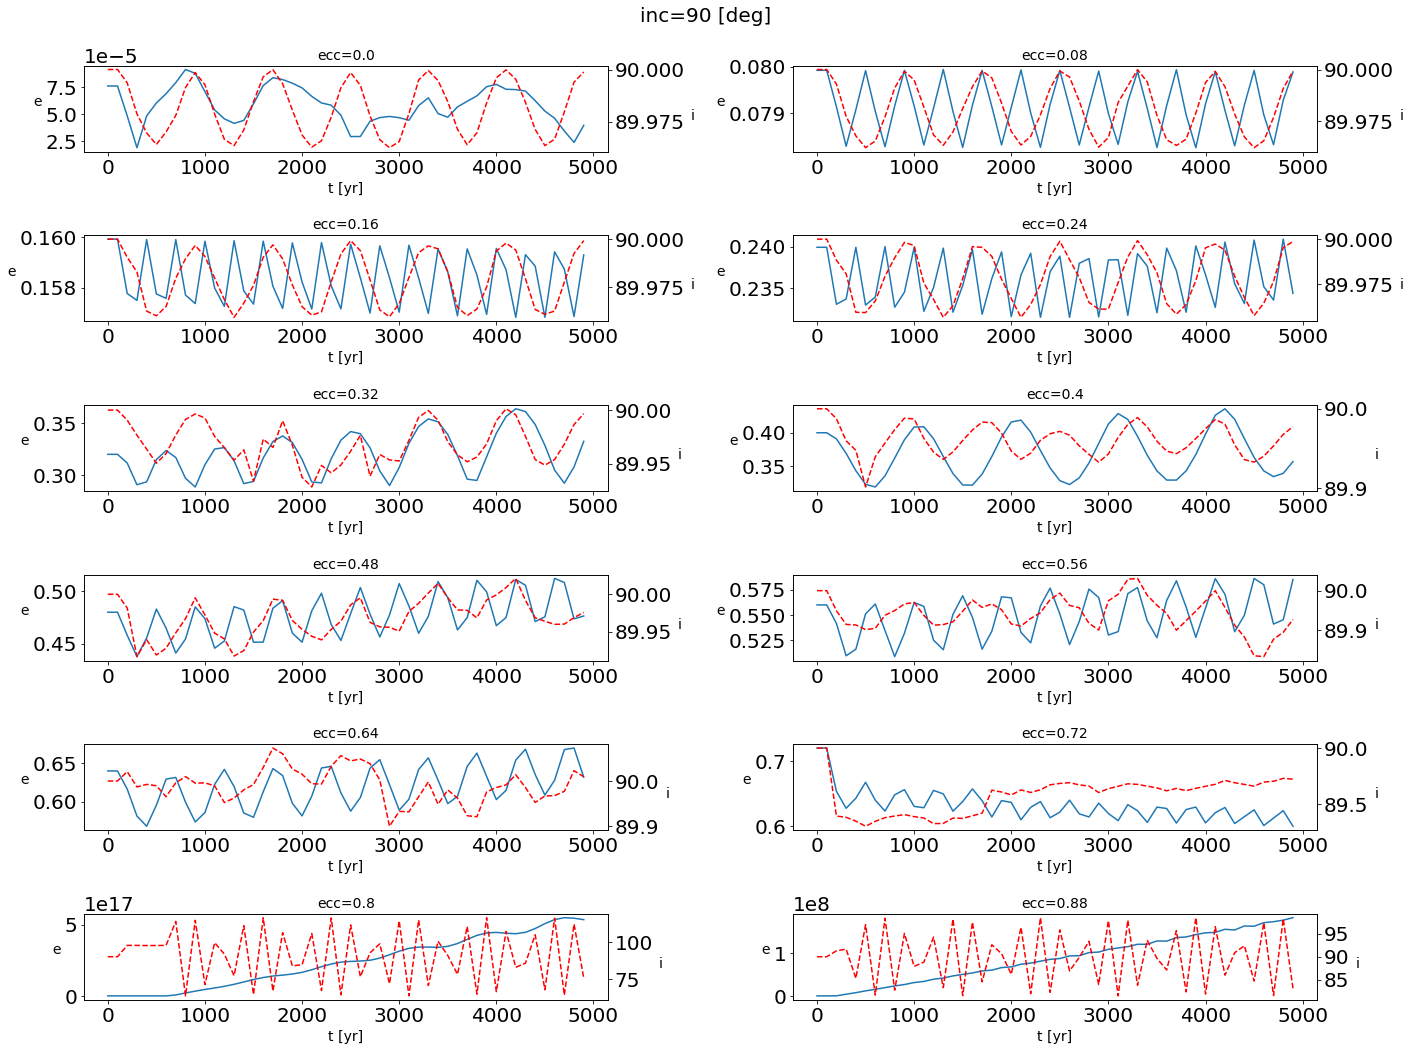 inc=90 [deg]
1e−5
ecc=0.0
ecc=0.08
7.5
5.0
2.5
e
90.000
89.975
i
0.080
0.079
e
90.000
89.975
i
0 1000 2000 3000 4000 5000
0 1000 2000 3000 4000 5000
t [yr]
t [yr]
ecc=0.16
ecc=0.24
0.160
0.158
e
90.000
89.975
i
0.240
0.235
e
90.000
89.975
i
0 1000 2000 3000 4000 5000
0 1000 2000 3000 4000 5000
t [yr]
t [yr]
ecc=0.32
ecc=0.4
0.35
0.30
e
90.00
89.95
i
0.40
0.35
e
90.0
89.9
i
0 1000 2000 3000 4000 5000
0 1000 2000 3000 4000 5000
t [yr]
t [yr]
ecc=0.48
ecc=0.56
0.50
0.45
e
90.00
89.95
i
0.575
0.550
0.525
e
90.0
89.9
i
0 1000 2000 3000 4000 5000
0 1000 2000 3000 4000 5000
t [yr]
t [yr]
ecc=0.64
ecc=0.72
0.65
0.60
e
90.0
89.9
i
0.7
0.6
e
90.0
89.5
i
0 1000 2000 3000 4000 5000
0 1000 2000 3000 4000 5000
t [yr]
t [yr]
1e17
ecc=0.8
1e8
ecc=0.88
5
0
e
100
75
i
1
0
e
95
90
85
i
0 1000 2000 3000 4000 5000
0 1000 2000 3000 4000 5000
t [yr]
t [yr]